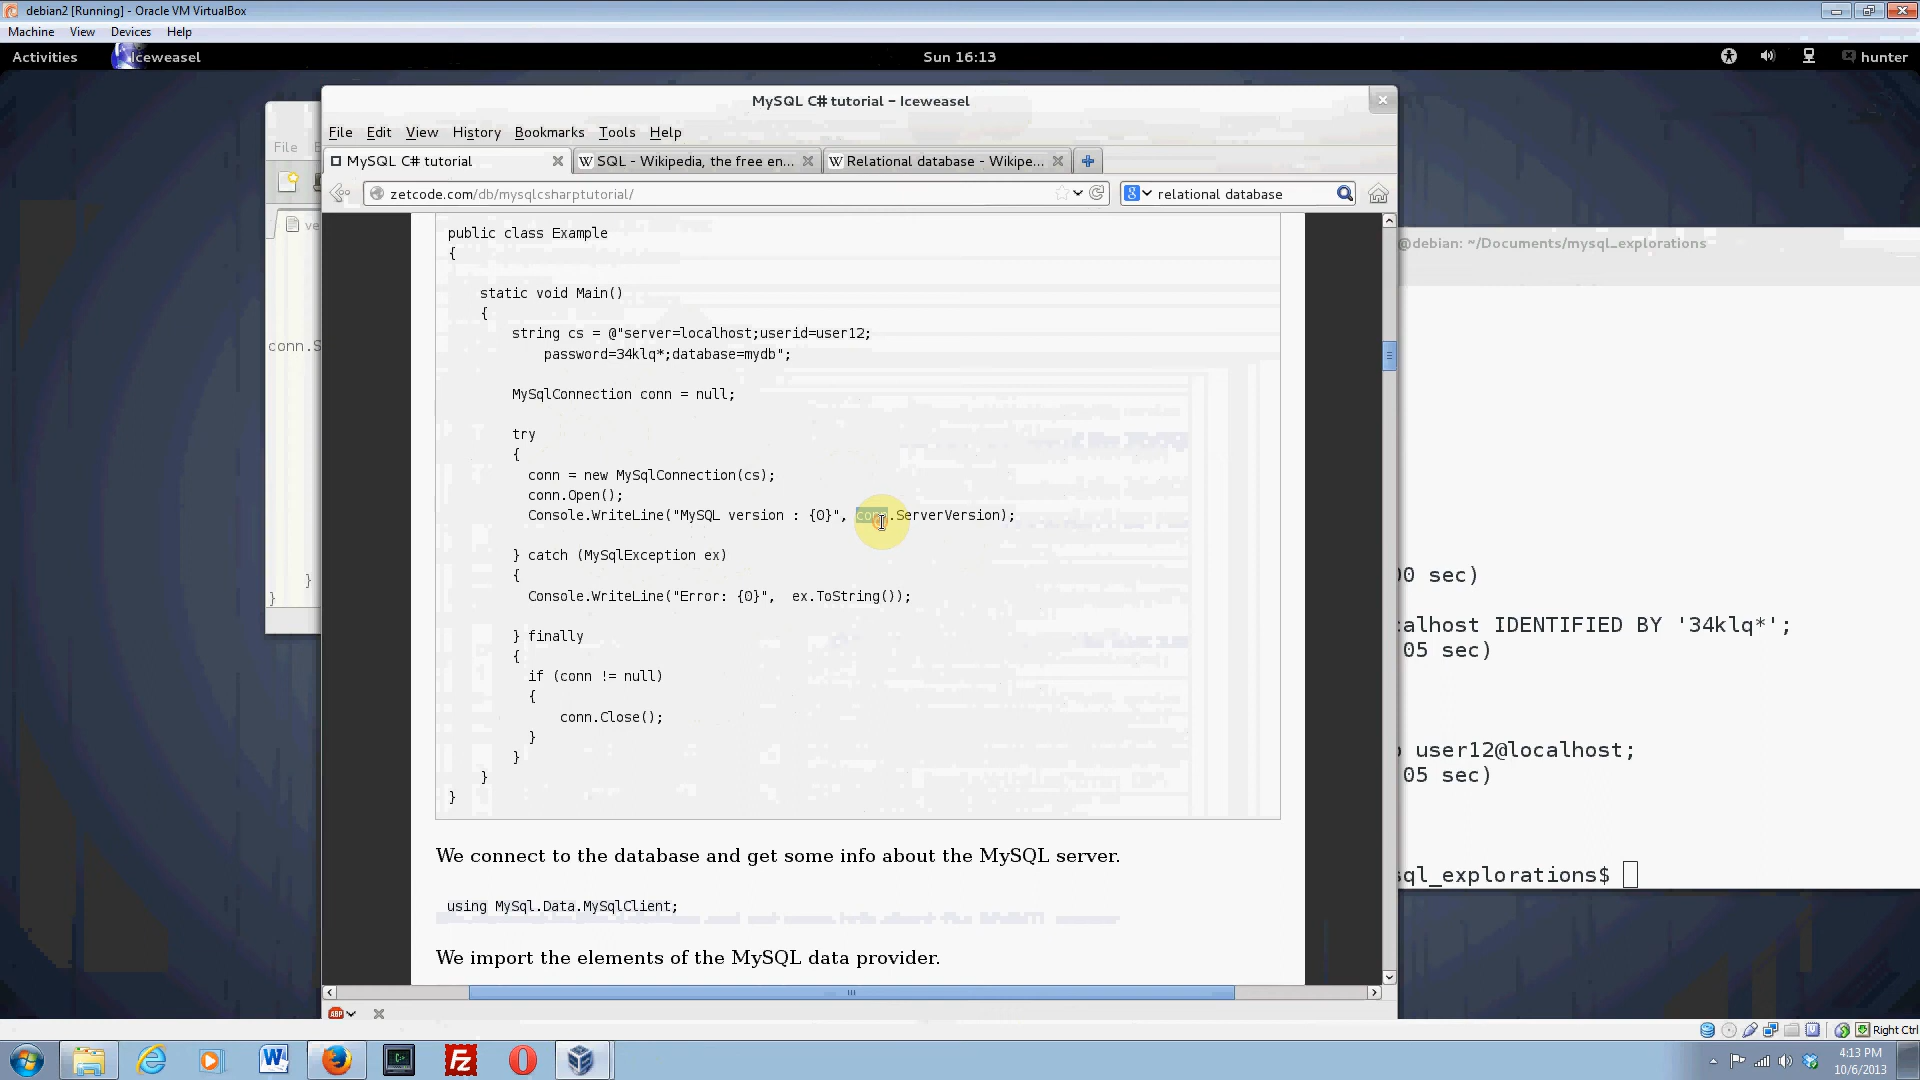 debian2 [Running] - Oracle VM VirtualBox
Machine View Devices Help
Activities Iceweasel Sun 16:13 hunter
MySQL C# tutorial - Iceweasel
File Edit View History Bookmarks Tools Help
File
MySQL C# tutorial SQL - Wikipedia, the free en... Relational database - Wikipe...
zetcode.com/db/mysqlcsharptutorial/ relational database
ve
public class Example
{
@debian: ~/Documents/mysql_explorations
static void Main()
{
string cs = @"server=localhost;userid=user12;
conn.S
password=34klq*;database=mydb";
MySqlConnection conn = null;
try
{
conn = new MySqlConnection(cs);
conn.Open();
Console.WriteLine("MySQL version : {0}", conn.ServerVersion);
} catch (MySqlException ex)
{
00 sec)
}
Console.WriteLine("Error: {0}", ex.ToString());
}
alhost IDENTIFIED BY '34klq*';
} finally
05 sec)
{
if (conn != null)
{
conn.Close();
}
}
user12@localhost;
}
05 sec)
}
We connect to the database and get some info about the MySQL server.
sql_explorations$
using MySql.Data.MySqlClient;
We import the elements of the MySQL data provider.
ABP
Right Ctrl
4:13 PM
10/6/2013